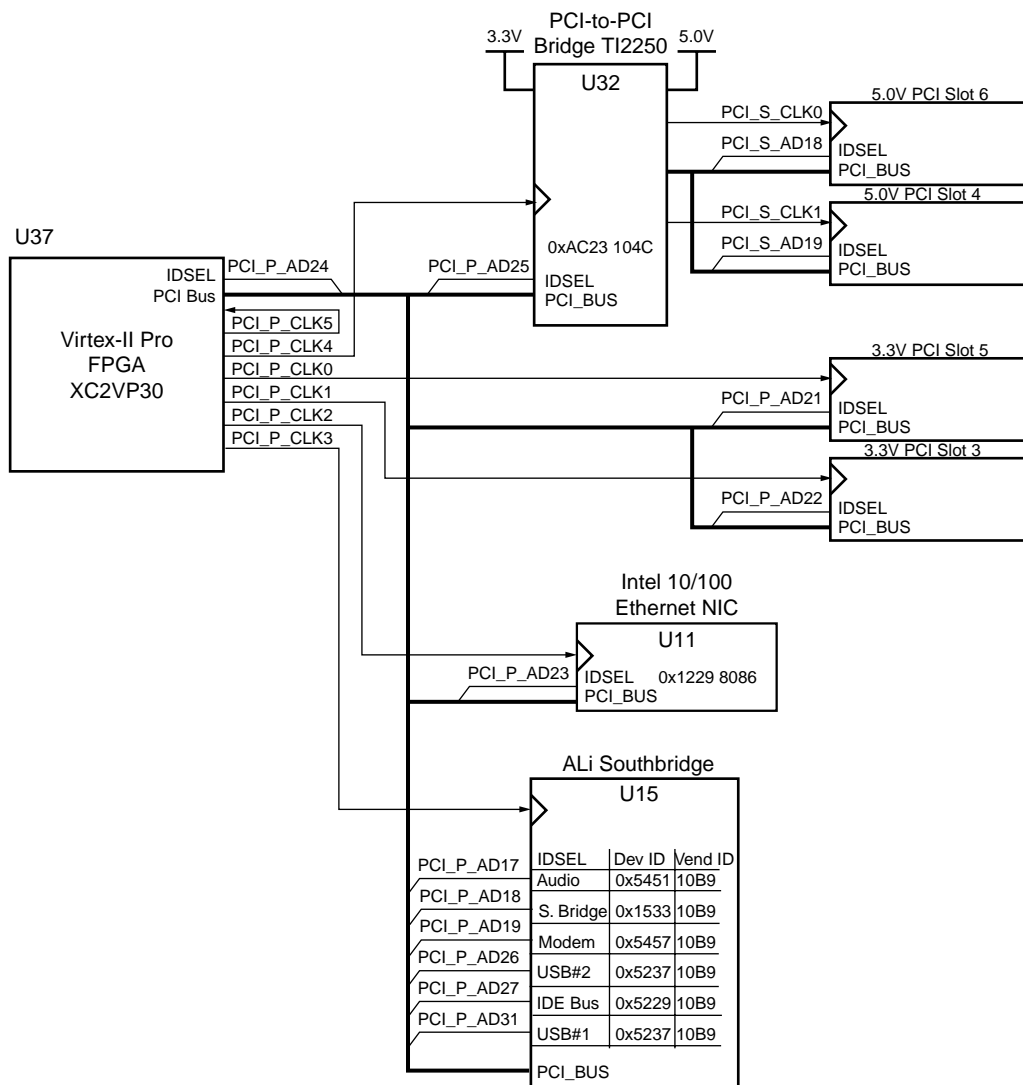 PCI-to-PCI
Bridge TI2250
3.3V
5.0V
U32
0xAC23 104C
IDSEL
PCI_BUS
5.0V PCI Slot 6
PCI_S_CLK0
PCI_S_AD18
IDSEL
PCI_BUS
5.0V PCI Slot 4
PCI_S_CLK1
PCI_S_AD19
IDSEL
PCI_BUS
U37
IDSEL
PCI Bus
Virtex-II Pro
FPGA
XC2VP30
PCI_P_AD24
PCI_P_AD25
PCI_P_CLK5
PCI_P_CLK4
PCI_P_CLK0
PCI_P_CLK1
PCI_P_CLK2
PCI_P_CLK3
3.3V PCI Slot 5
PCI_P_AD21
IDSEL
PCI_BUS
3.3V PCI Slot 3
PCI_P_AD22
IDSEL
PCI_BUS
Intel 10/100
Ethernet NIC
U11
PCI_P_AD23
IDSEL 0x1229 8086
PCI_BUS
ALi Southbridge
U15
IDSEL Dev ID Vend ID
PCI_P_AD17
Audio 0x5451 10B9
PCI_P_AD18
S. Bridge 0x1533 10B9
PCI_P_AD19
Modem 0x5457 10B9
PCI_P_AD26
USB#2 0x5237 10B9
PCI_P_AD27
IDE Bus 0x5229 10B9
PCI_P_AD31
USB#1 0x5237 10B9
PCI_BUS